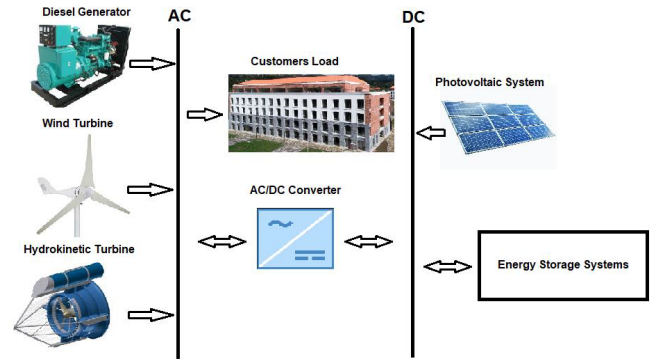 Diesel Generator
AC
DC
Customers Load
Photovoltaic System
Wind Turbine
AC/DC Converter
Hydrokinetic Turbine
Energy Storage Systems